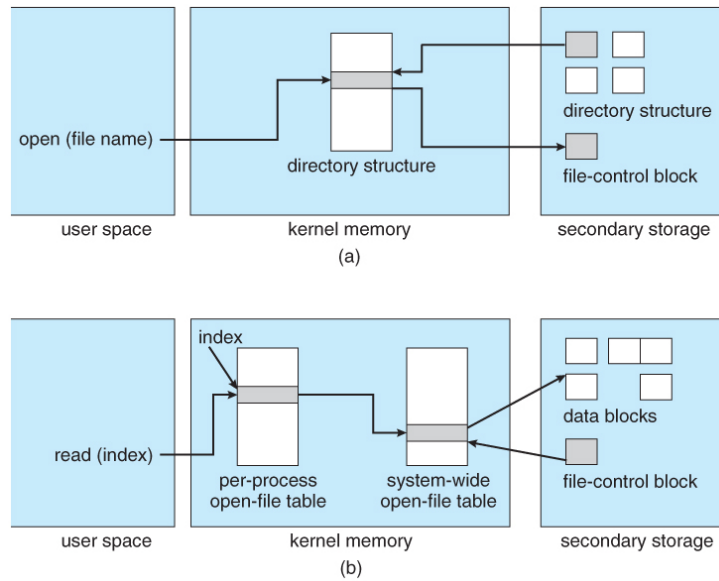 open (file name)
directory structure
directory structure
file-control block
user space
kernel memory
secondary storage
(a)
index
read (index)
per-process
open-file table
system-wide
open-file table
data blocks
file-control block
user space
kernel memory
secondary storage
(b)